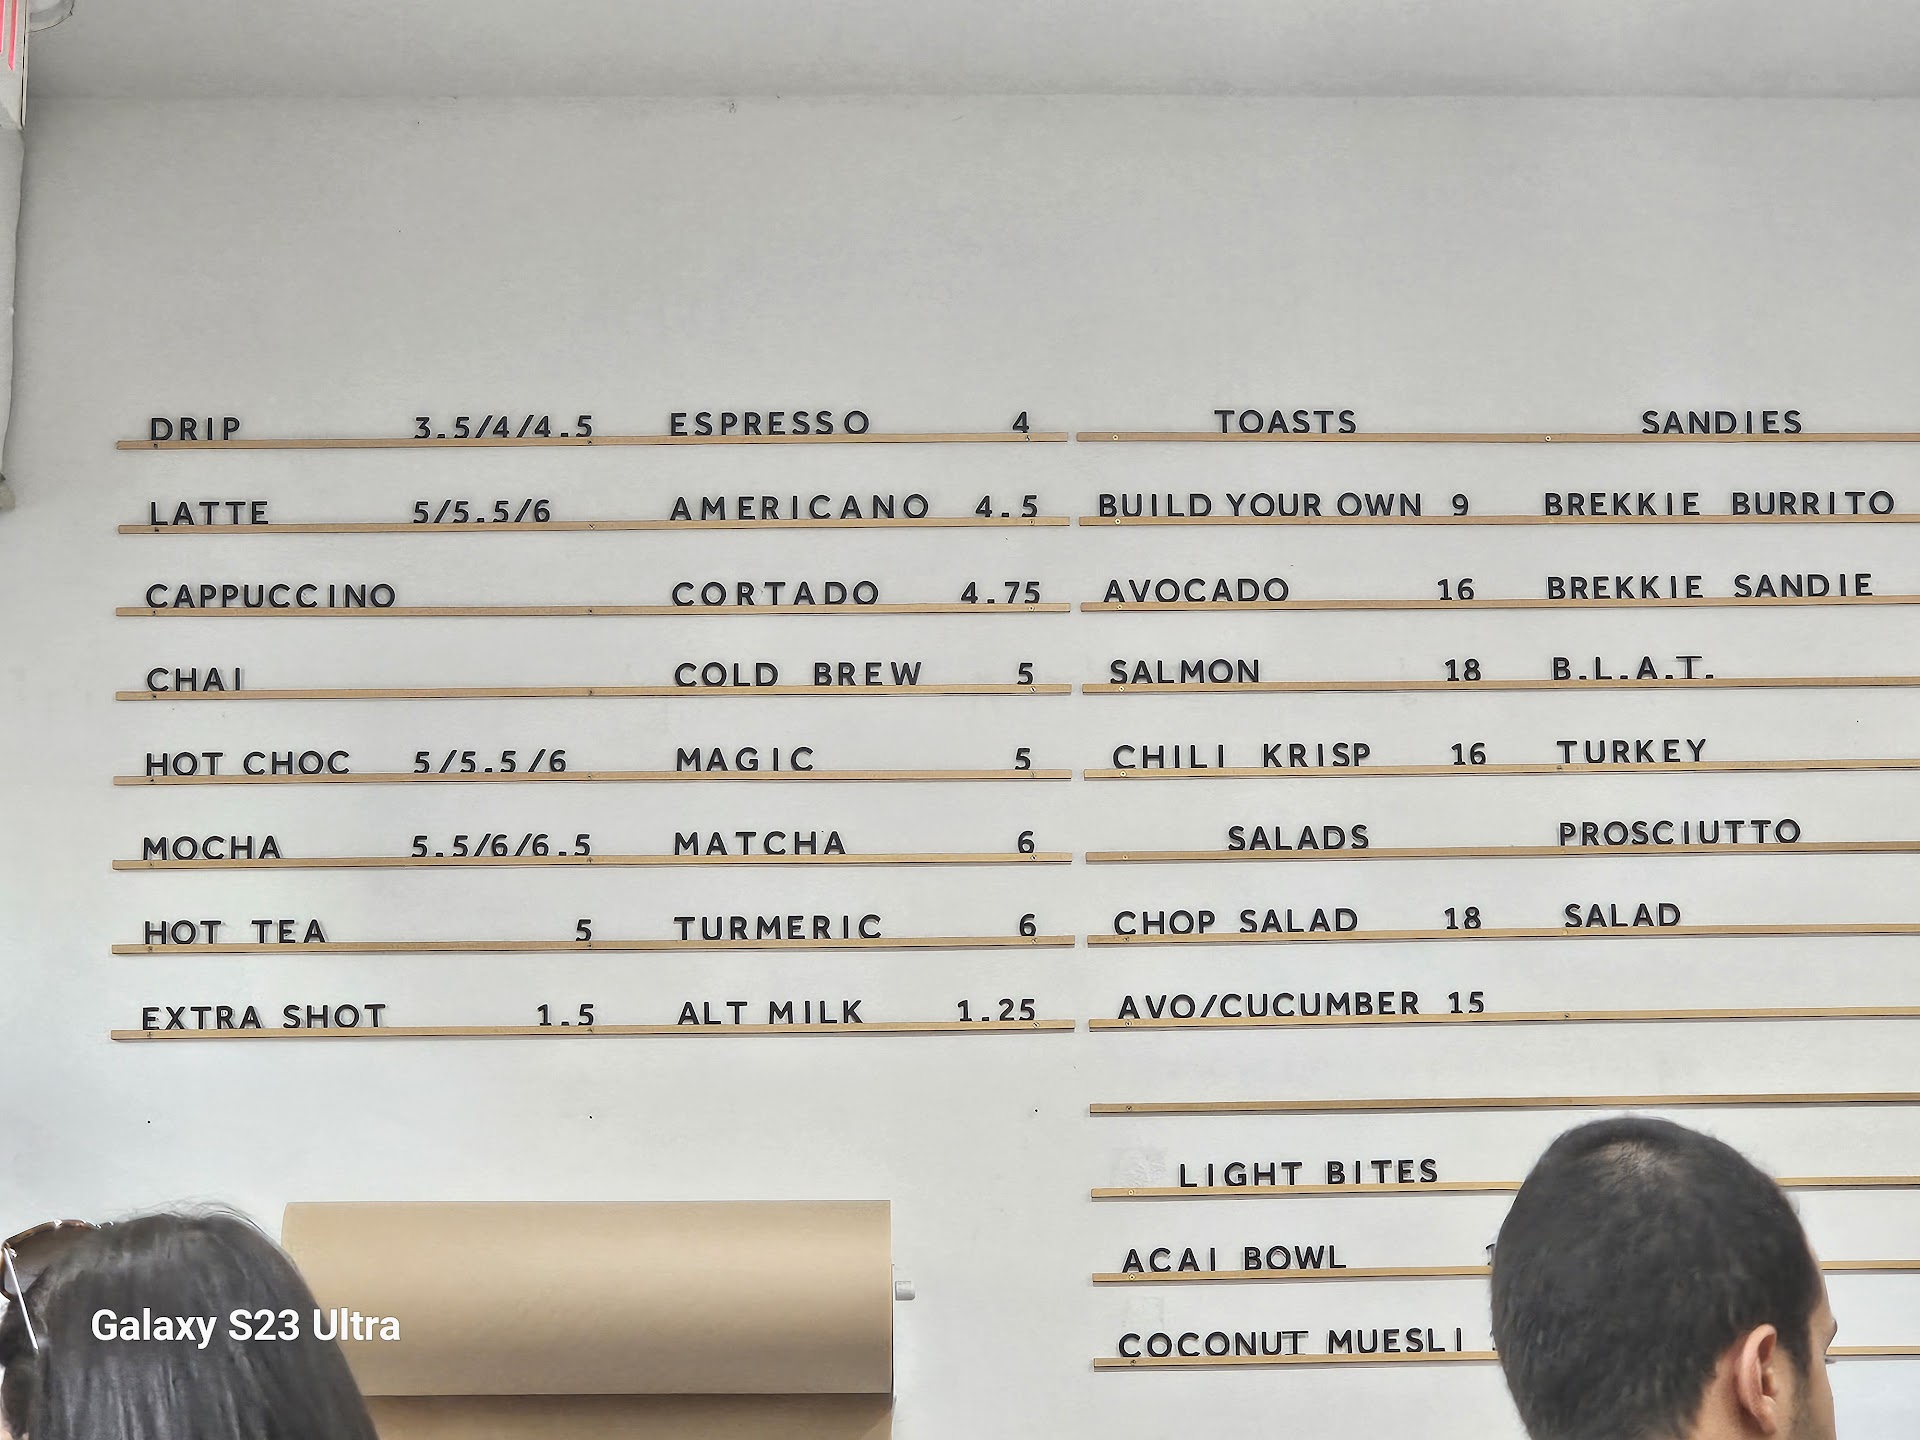 DRIP 3.5/4/4.5
LATTE 5/5.5/6
CAPPUCCINO
CHAI
HOT CHOC 5/5.5/6
MOCHA 5.5/6/6.5
HOT TEA 5
EXTRA SHOT 1.5
ESPRESSO 4
AMERICANO 4.5
CORTADO 4.75
COLD BREW 5
MAGIC 5
MATCHA 6
TURMERIC 6
ALT MILK 1.25
TOASTS
BUILD YOUR OWN 9
AVOCADO 16
SALMON 18
CHILI KRISP 16
SALADS
CHOP SALAD 18
AVO/CUCUMBER 15
LIGHT BITES
ACAI BOWL
COCONUT MUESLI
SANDIES
BREKKIE BURRITO
BREKKIE SANDIE
B.L.A.T.
TURKEY
PROSCIUTTO
SALAD
Galaxy S23 Ultra